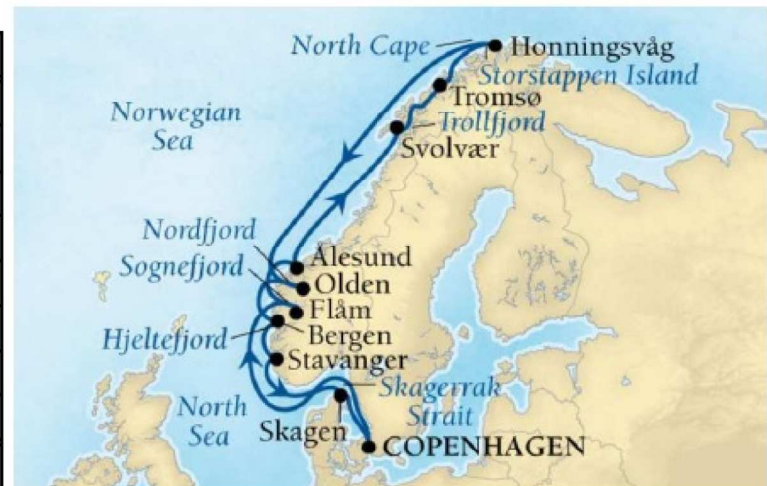 North Cape
Honningsvåg
Storstappen Island
Tromsø
Trollfjord
Svolvær
Norwegian
Sea
Nordfjord
Sognefjord
Ålesund
Olden
Flåm
Hjeltefjord
Bergen
Stavanger
Skagerrak
Strait
North
Sea
Skagen
COPENHAGEN